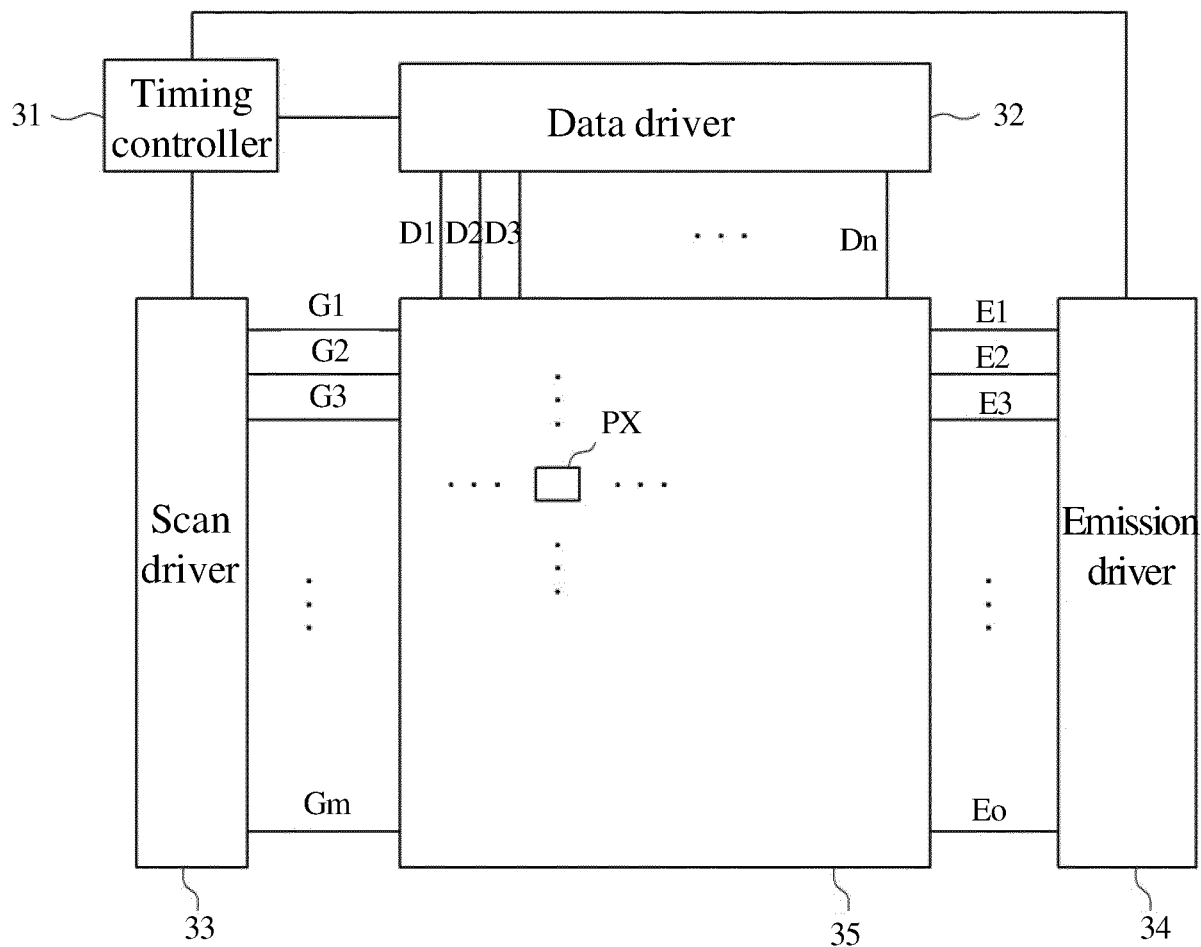 31
Timing
controller
Data driver
32
D1 D2 D3 Dn
G1
G2
G3
Gm
E1
E2
E3
Eo
PX
Scan
driver
Emission
driver
33
35
34